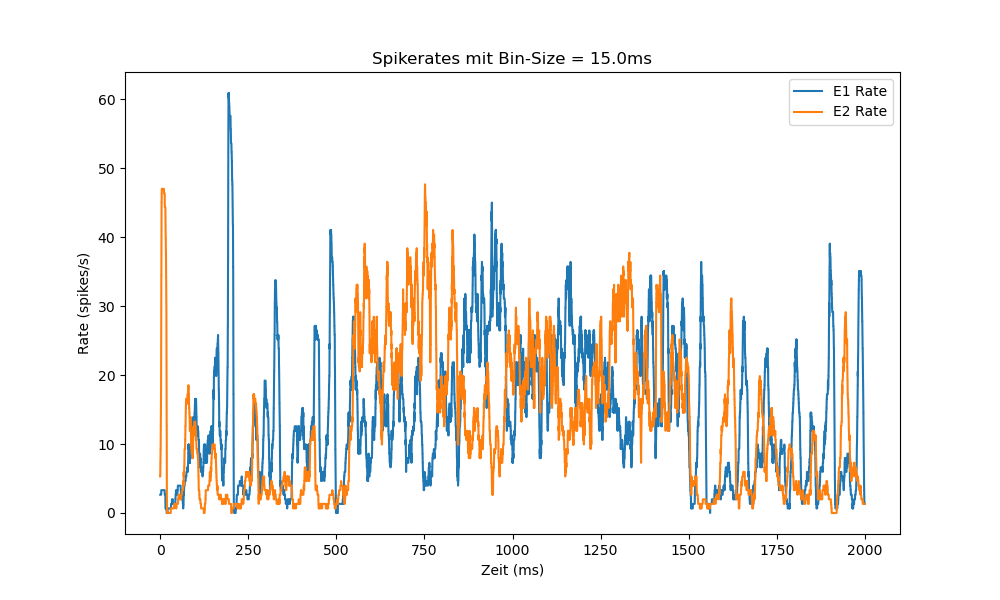 Spikerates mit Bin-Size = 15.0ms
E1 Rate
E2 Rate
60
50
40
30
20
10
0
Rate (spikes/s)
0 250 500 750 1000 1250 1500 1750 2000
Zeit (ms)